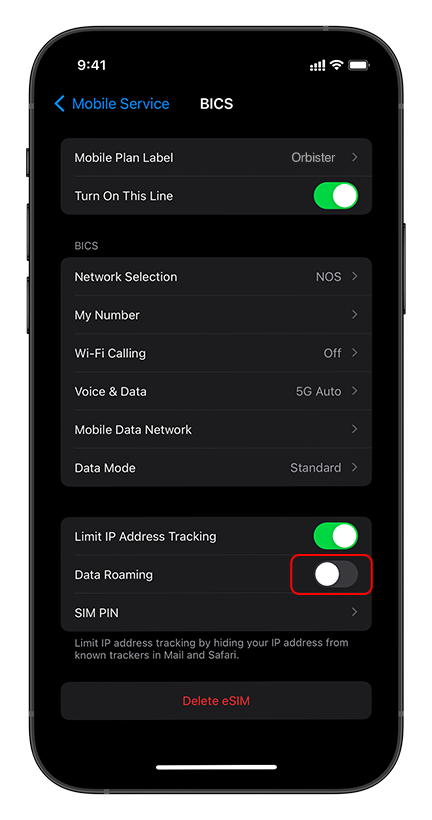 9:41
Mobile Service
BICS
Mobile Plan Label Orbister
Turn On This Line
BICS
Network Selection NOS
My Number
Wi-Fi Calling Off
Voice & Data 5G Auto
Mobile Data Network
Data Mode Standard
Limit IP Address Tracking
Data Roaming
SIM PIN
Limit IP address tracking by hiding your IP address from
known trackers in Mail and Safari.
Delete eSIM